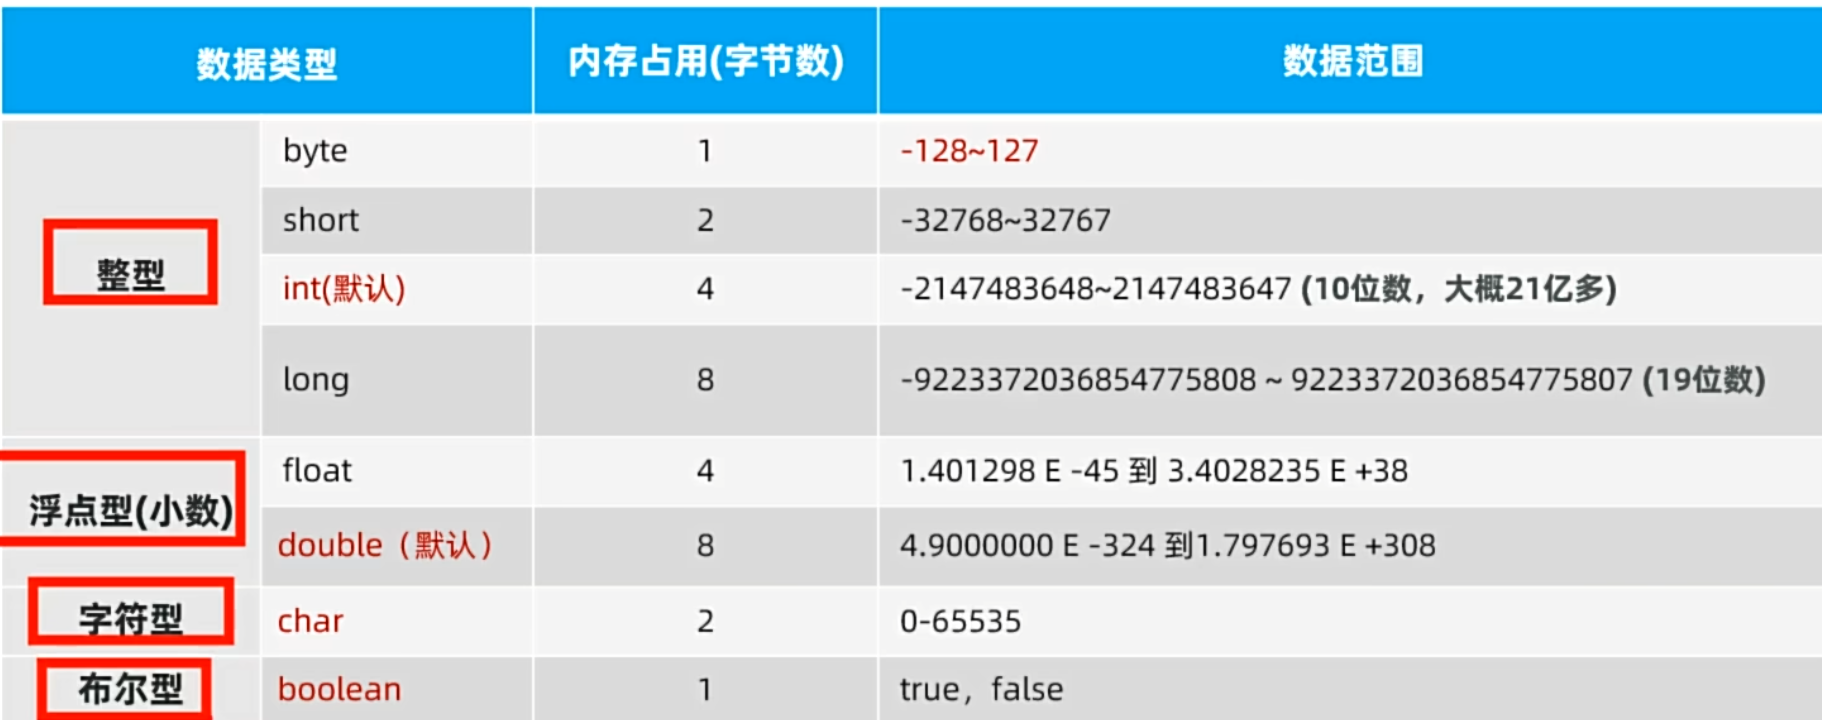 数据类型 内存占用(字节数) 数据范围
byte 1 -128~127
short 2 -32768~32767
整型
int(默认) 4 -2147483648~2147483647 (10位数，大概21亿多)
long 8 -9223372036854775808 ~ 9223372036854775807 (19位数)
float 4 1.401298 E -45 到 3.4028235 E +38
浮点型(小数)
double（默认） 8 4.9000000 E -324 到1.797693 E +308
字符型 char 2 0-65535
布尔型 boolean 1 true，false